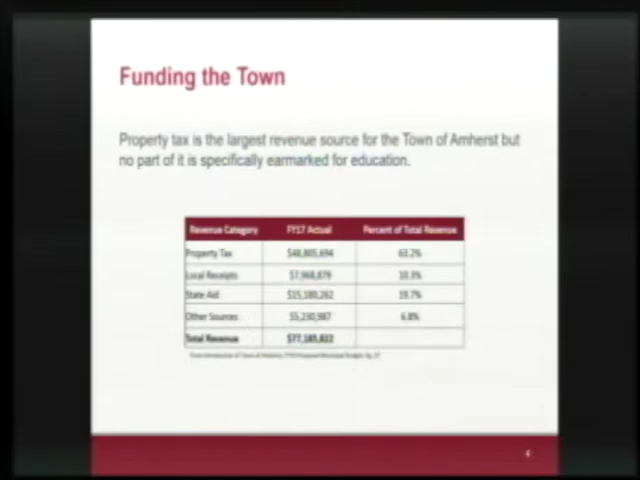 Funding the Town
Property tax is the largest revenue source for the Town of Amherst but
no part of it is specifically earmarked for education.
Revenue Category FY17 Actual Percent of Total Revenue
Property Tax $48,805,694 63.2%
Local Receipts $7,968,879 10.3%
State Aid $15,180,262 19.7%
Other Sources $5,230,987 6.8%
Total Revenue $77,185,822
4